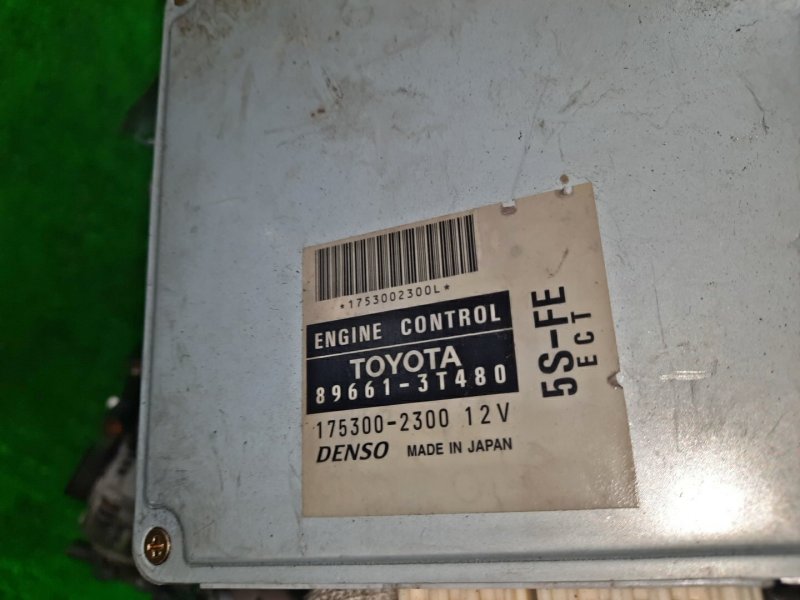 *1753002300L*
ENGINE CONTROL
TOYOTA
89661-3T480
175300-2300 12V
DENSO MADE IN JAPAN
5S-FE
ECT